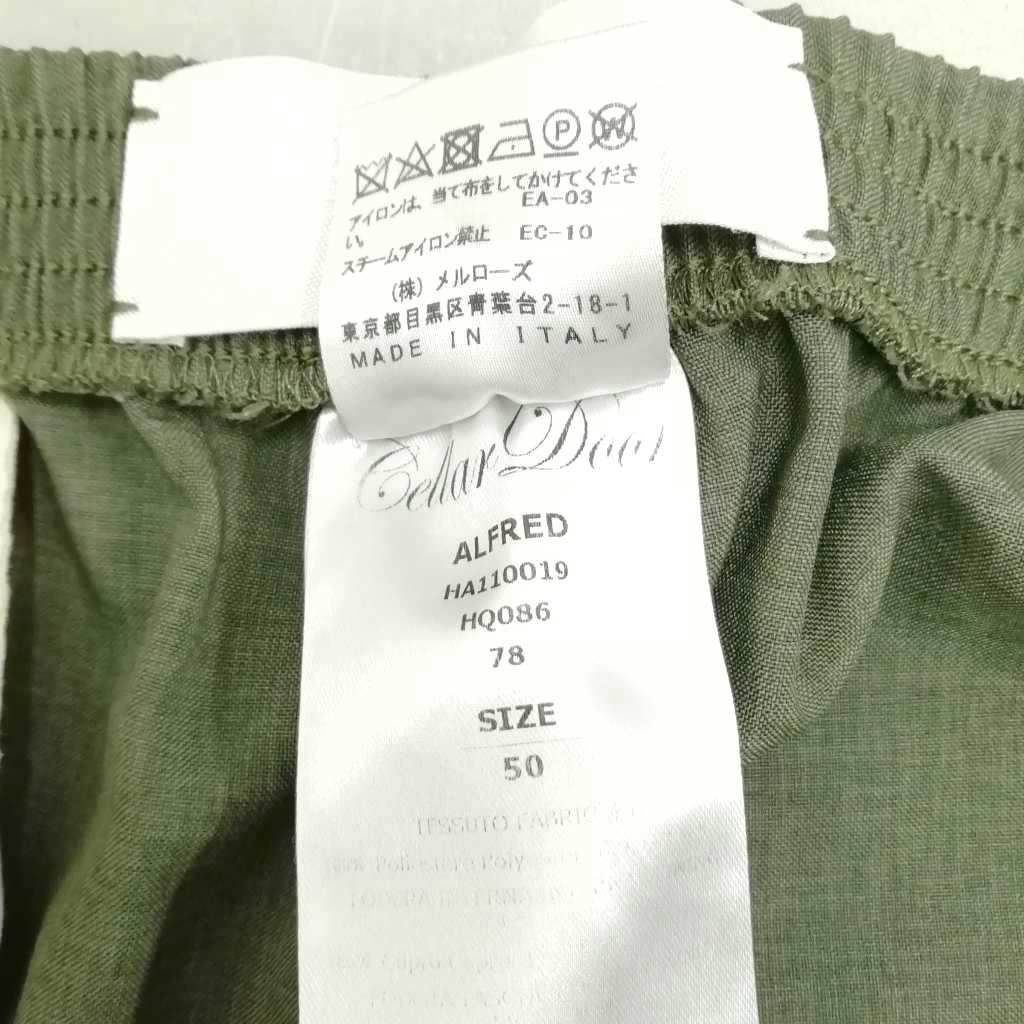 アイロンは、当て布をしてかけてくださ
い。 EA-03
スチームアイロン禁止 EC-10
(株) メルローズ
東京都目黒区青葉台2-18-1
MADE IN ITALY
Cellar Door
ALFRED
HA110019
HQ086
78
SIZE
50
TESSUTO FABRIC